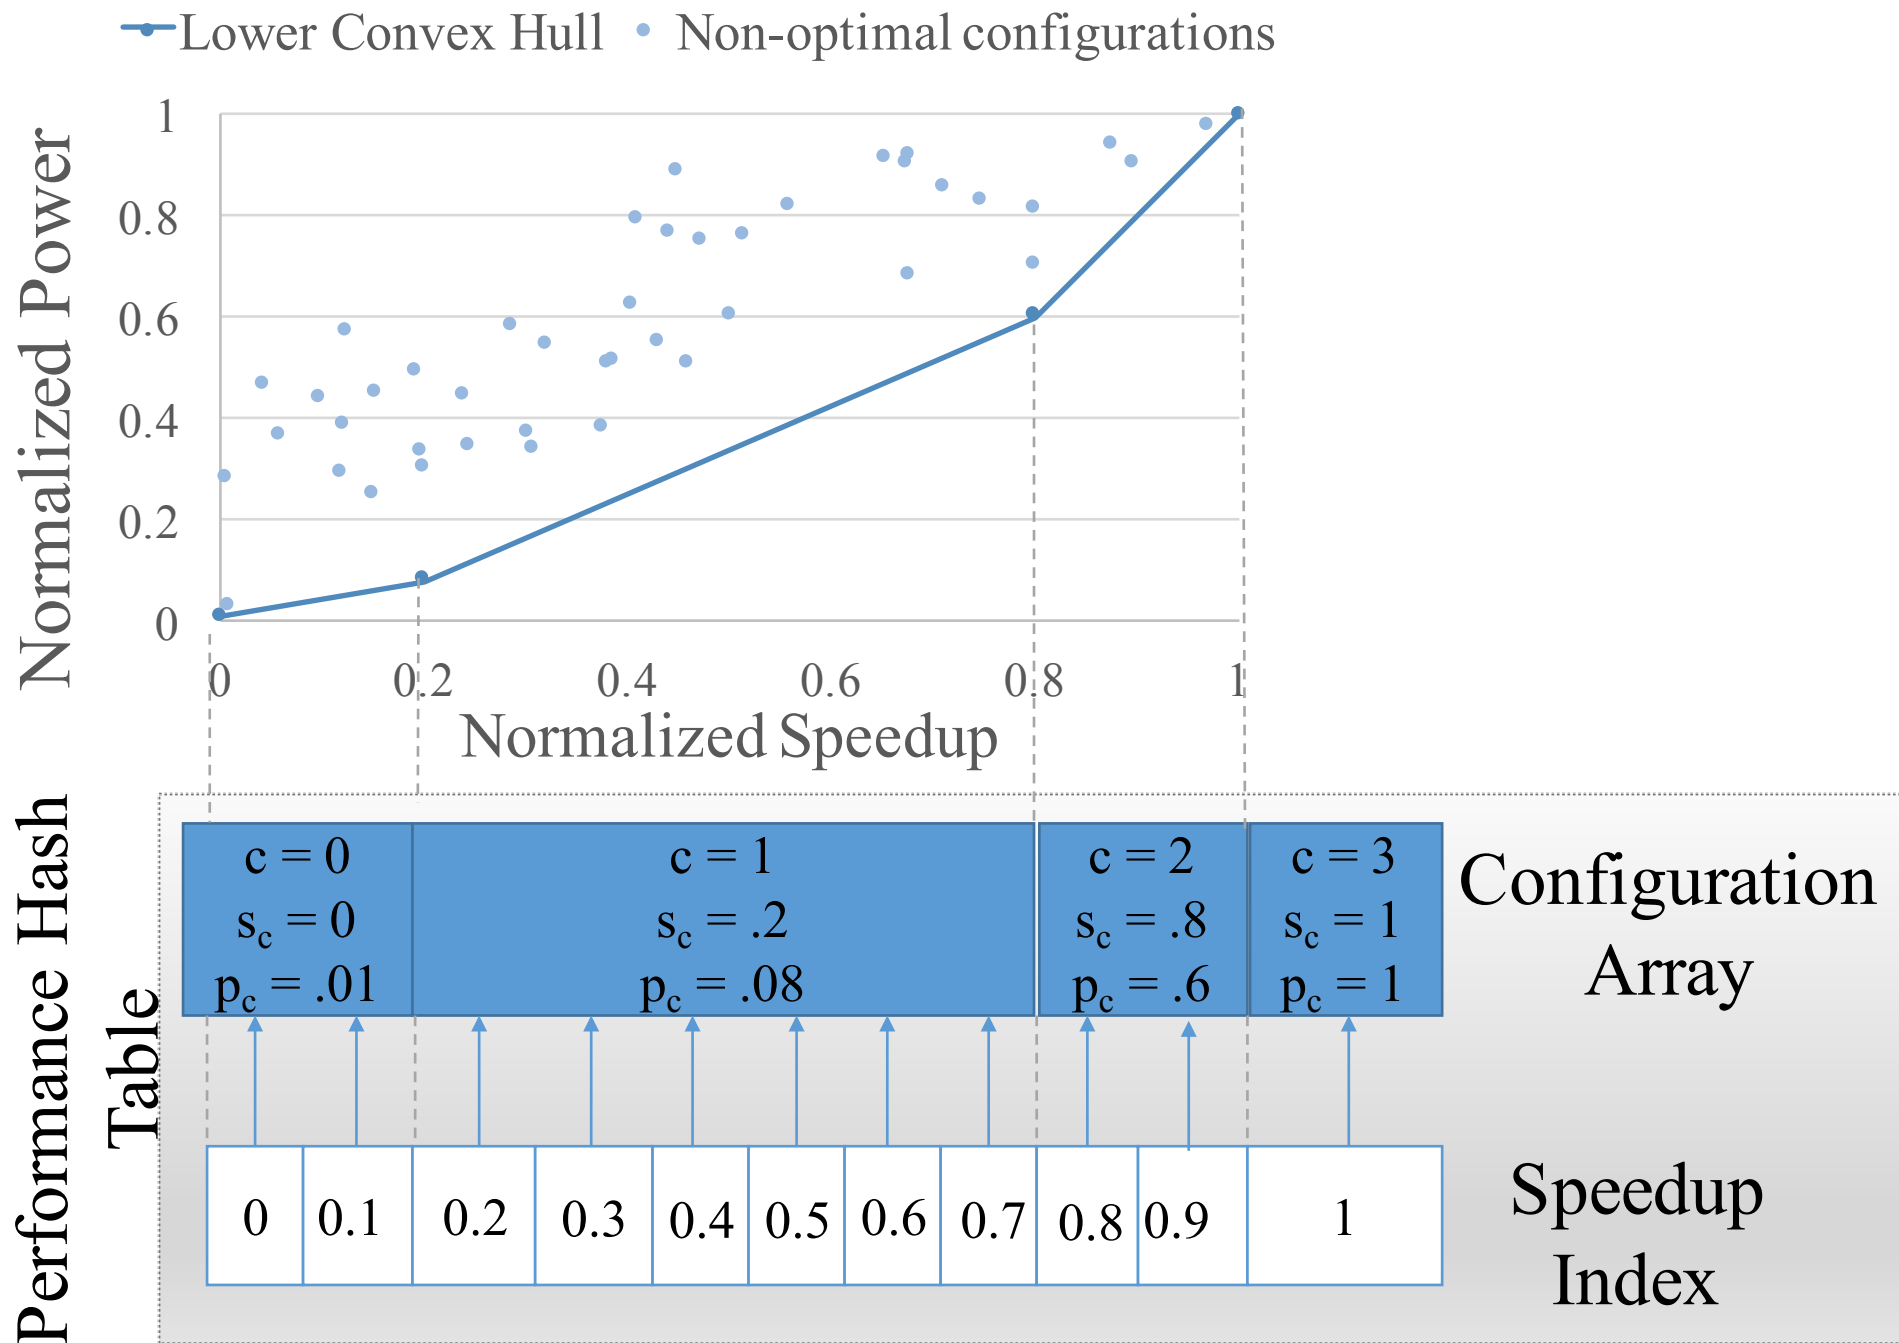 Lower Convex Hull
Non-optimal configurations
Normalized Power
1
0.8
0.6
0.4
0.2
0
0
0.2
0.4
0.6
0.8
1
Normalized Speedup
Performance Hash
Table
c = 0
s_c = 0
p_c = .01
c = 1
s_c = .2
p_c = .08
c = 2
s_c = .8
p_c = .6
c = 3
s_c = 1
p_c = 1
Configuration
Array
0
0.1
0.2
0.3
0.4
0.5
0.6
0.7
0.8
0.9
1
Speedup
Index